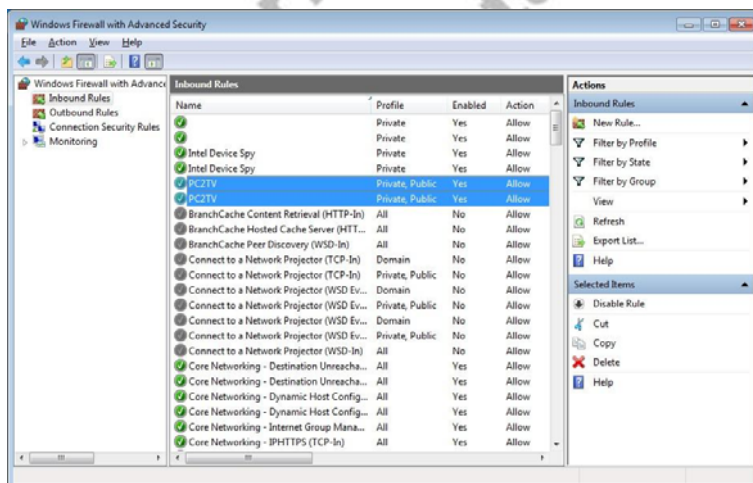 Windows Firewall with Advanced Security
File Action View Help
Windows Firewall with Advance
Inbound Rules
Outbound Rules
Connection Security Rules
Monitoring
Inbound Rules
Name Profile Enabled Action
Private Yes Allow
Private Yes Allow
Intel Device Spy Private Yes Allow
Intel Device Spy Private Yes Allow
PC2TV Private, Public Yes Allow
PC2TV Private, Public Yes Allow
BranchCache Content Retrieval (HTTP-In) All No Allow
BranchCache Hosted Cache Server (HTT... All No Allow
BranchCache Peer Discovery (WSD-In) All No Allow
Connect to a Network Projector (TCP-In) Domain No Allow
Connect to a Network Projector (TCP-In) Private, Public No Allow
Connect to a Network Projector (WSD Ev... Domain No Allow
Connect to a Network Projector (WSD Ev... Private, Public No Allow
Connect to a Network Projector (WSD Ev... Domain No Allow
Connect to a Network Projector (WSD Ev... Private, Public No Allow
Connect to a Network Projector (WSD-In) All No Allow
Core Networking - Destination Unreacha... All Yes Allow
Core Networking - Destination Unreacha... All Yes Allow
Core Networking - Dynamic Host Config... All Yes Allow
Core Networking - Dynamic Host Config... All Yes Allow
Core Networking - Internet Group Mana... All Yes Allow
Core Networking - IPHTTPS (TCP-In) All Yes Allow
Actions
Inbound Rules
New Rule...
Filter by Profile
Filter by State
Filter by Group
View
Refresh
Export List...
Help
Selected Items
Disable Rule
Cut
Copy
Delete
Help